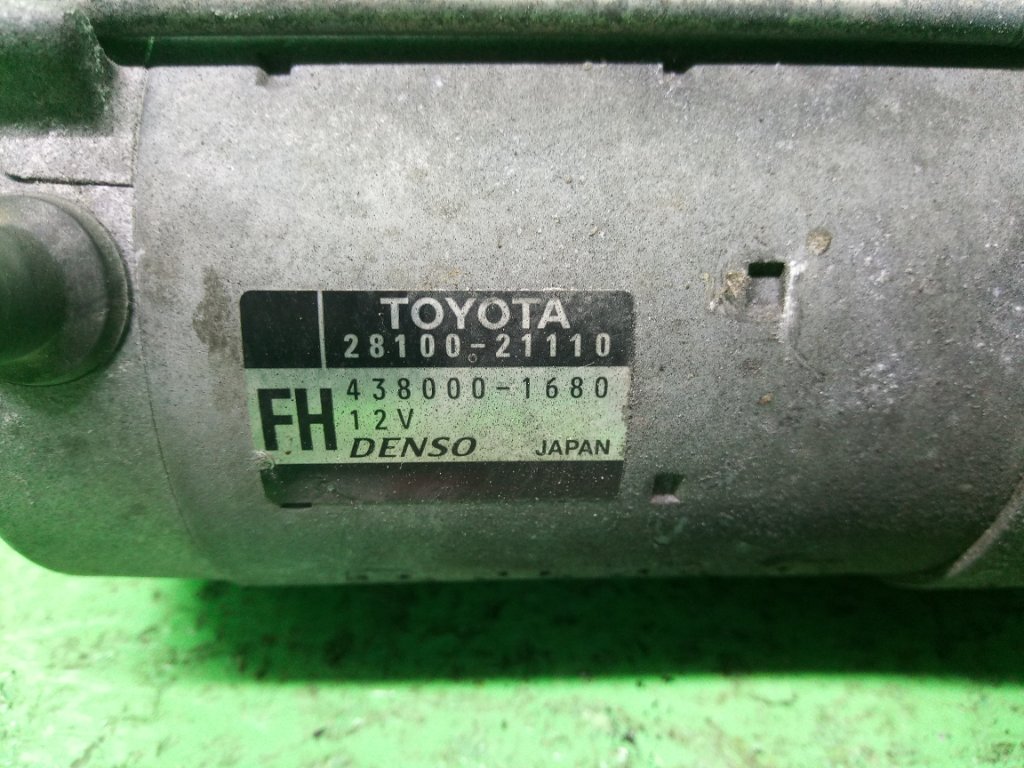 TOYOTA
28100-21110
FH
438000-1680
12V
DENSO JAPAN